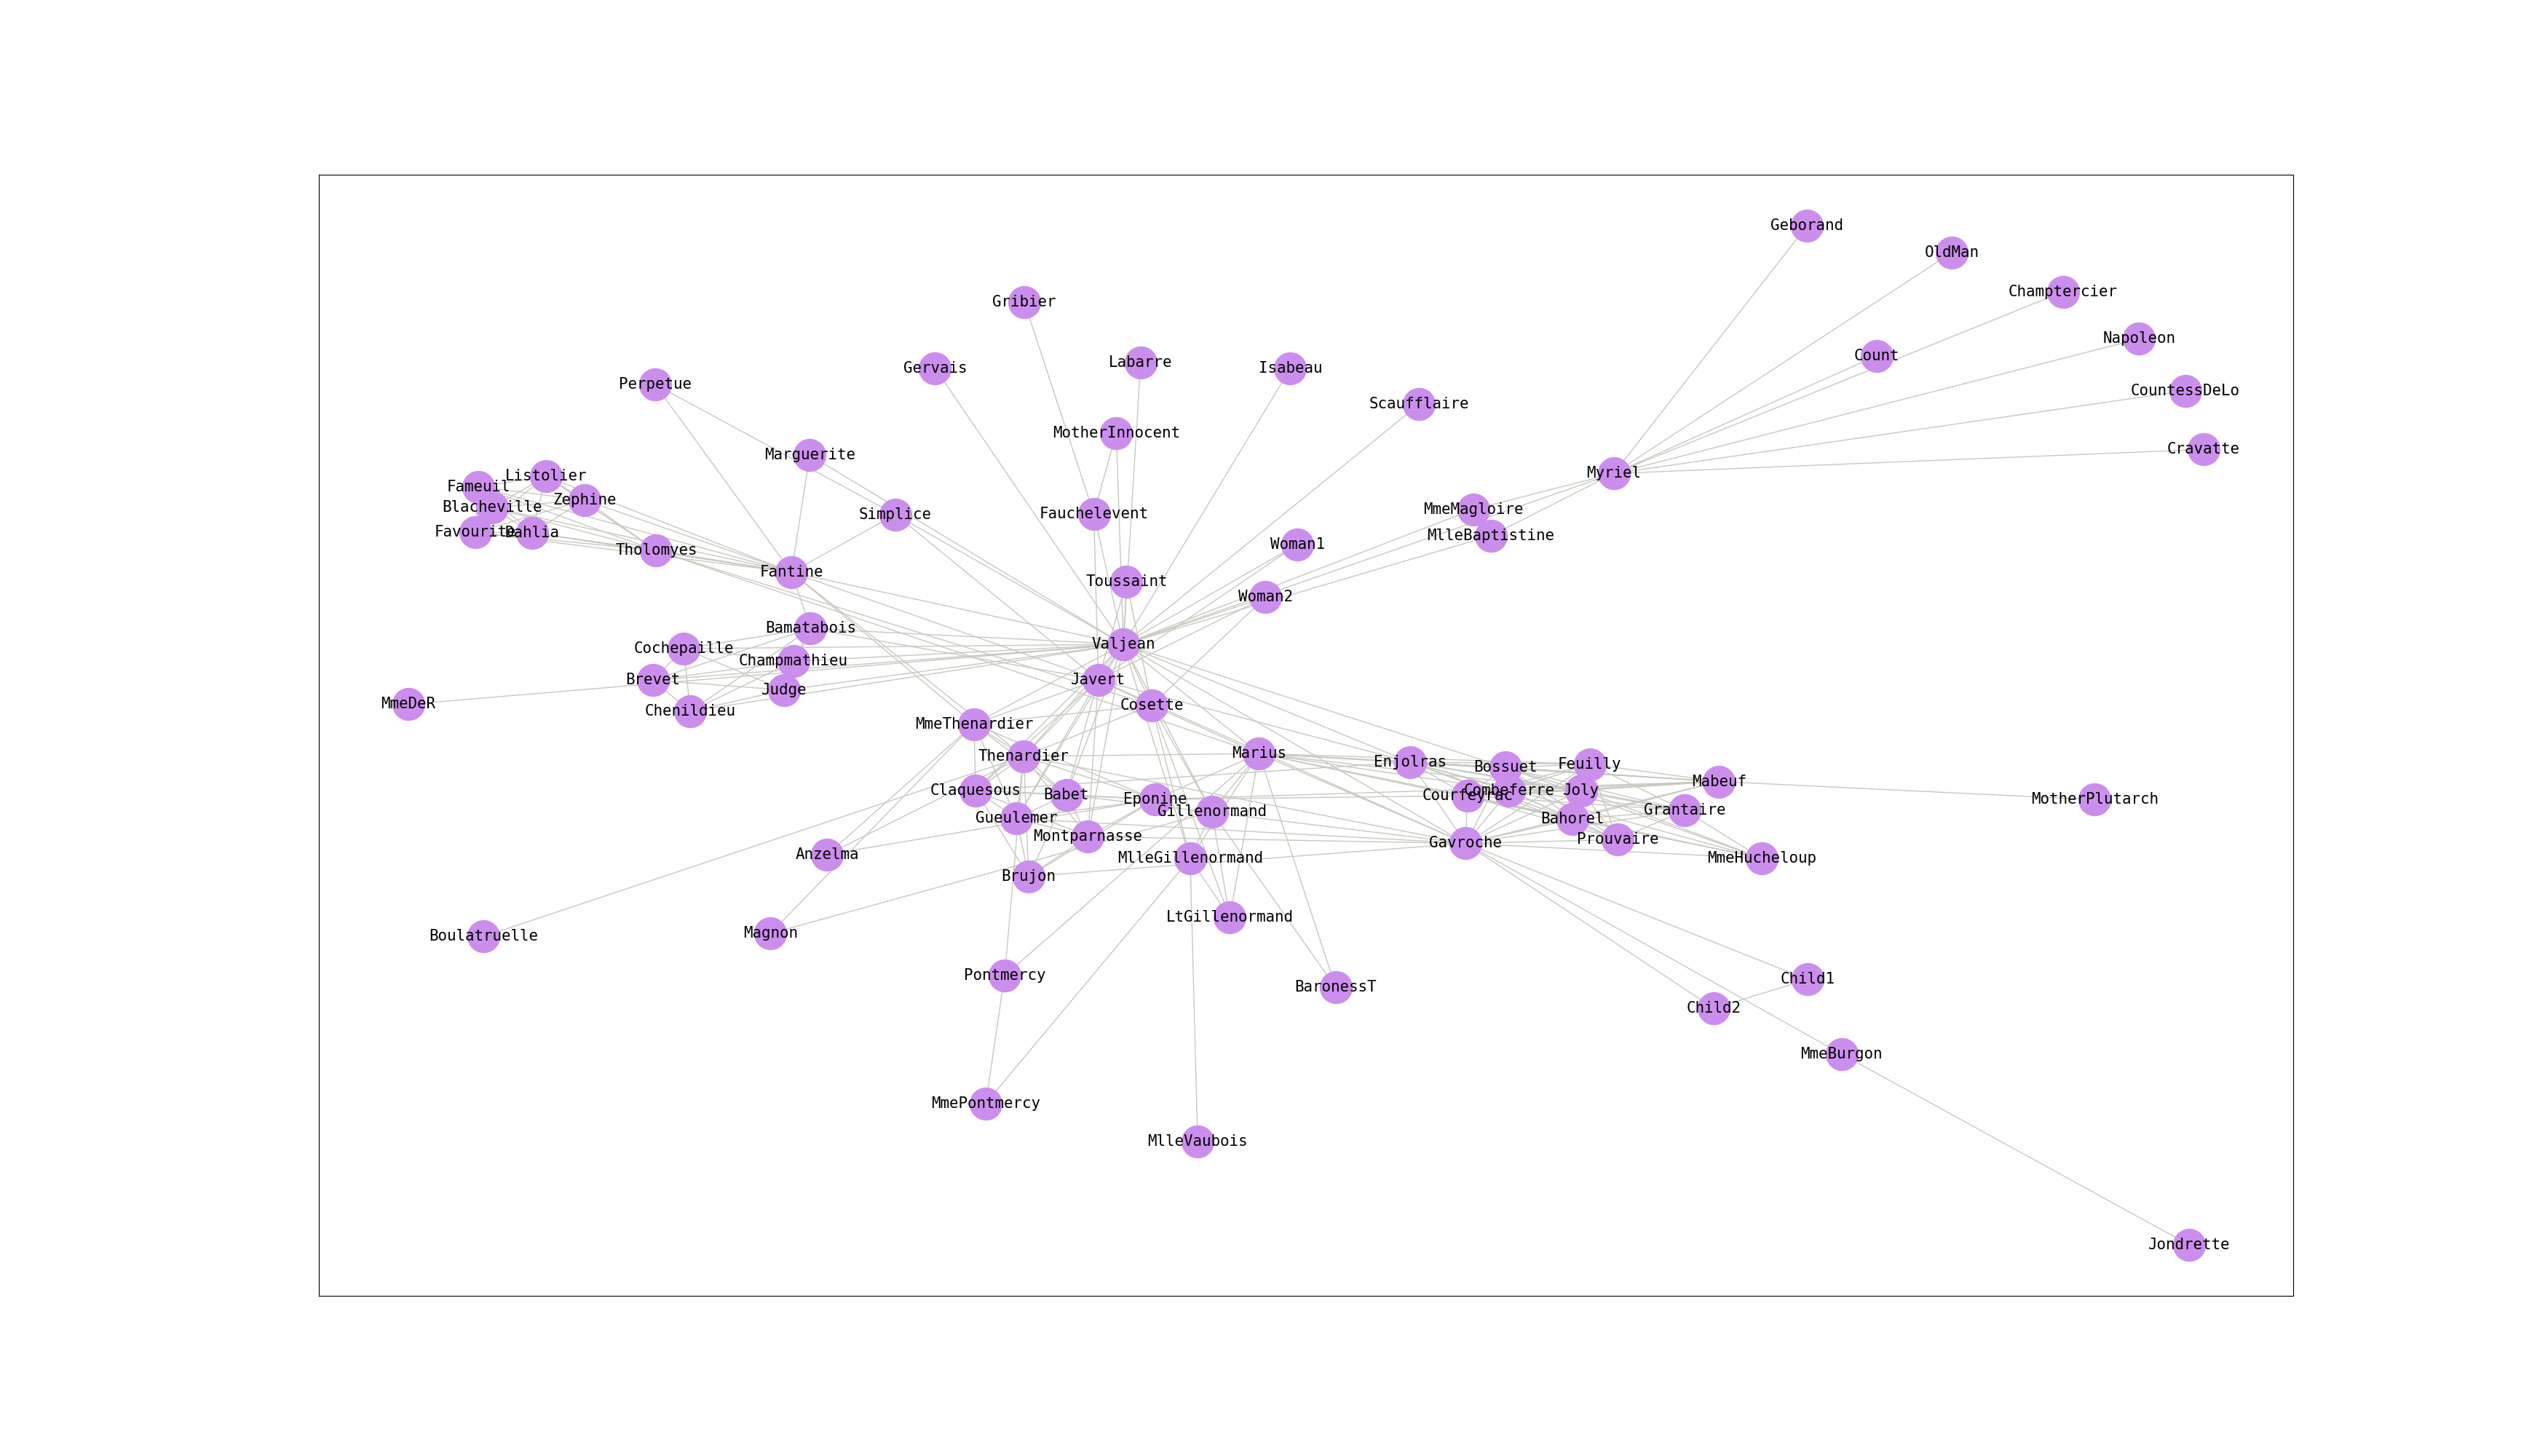 Geborand
OldMan
Champtercier
Gribier
Napoleon
Count
Labarre
Gervais
Isabeau
Perpetue
CountessDeLo
Scaufflaire
MotherInnocent
Cravatte
Marguerite
Myriel
Listolier
Fameuil
Zephine
Blacheville
MmeMagloire
Simplice
Fauchelevent
Favourite
Dahlia
MlleBaptistine
Woman1
Tholomyes
Fantine
Toussaint
Woman2
Bamatabois
Valjean
Cochepaille
Champmathieu
Brevet
Javert
Judge
MmeDeR
Cosette
Chenildieu
MmeThenardier
Marius
Thenardier
Enjolras
Feuilly
Bossuet
Mabeuf
Claquesous
Combeferre
Joly
Babet
Courfeyrac
Eponine
MotherPlutarch
Gillenormand
Grantaire
Gueulemer
Bahorel
Montparnasse
Prouvaire
Gavroche
Anzelma
MlleGillenormand
MmeHucheloup
Brujon
LtGillenormand
Magnon
Boulatruelle
Pontmercy
Child1
BaronessT
Child2
MmeBurgon
MmePontmercy
MlleVaubois
Jondrette